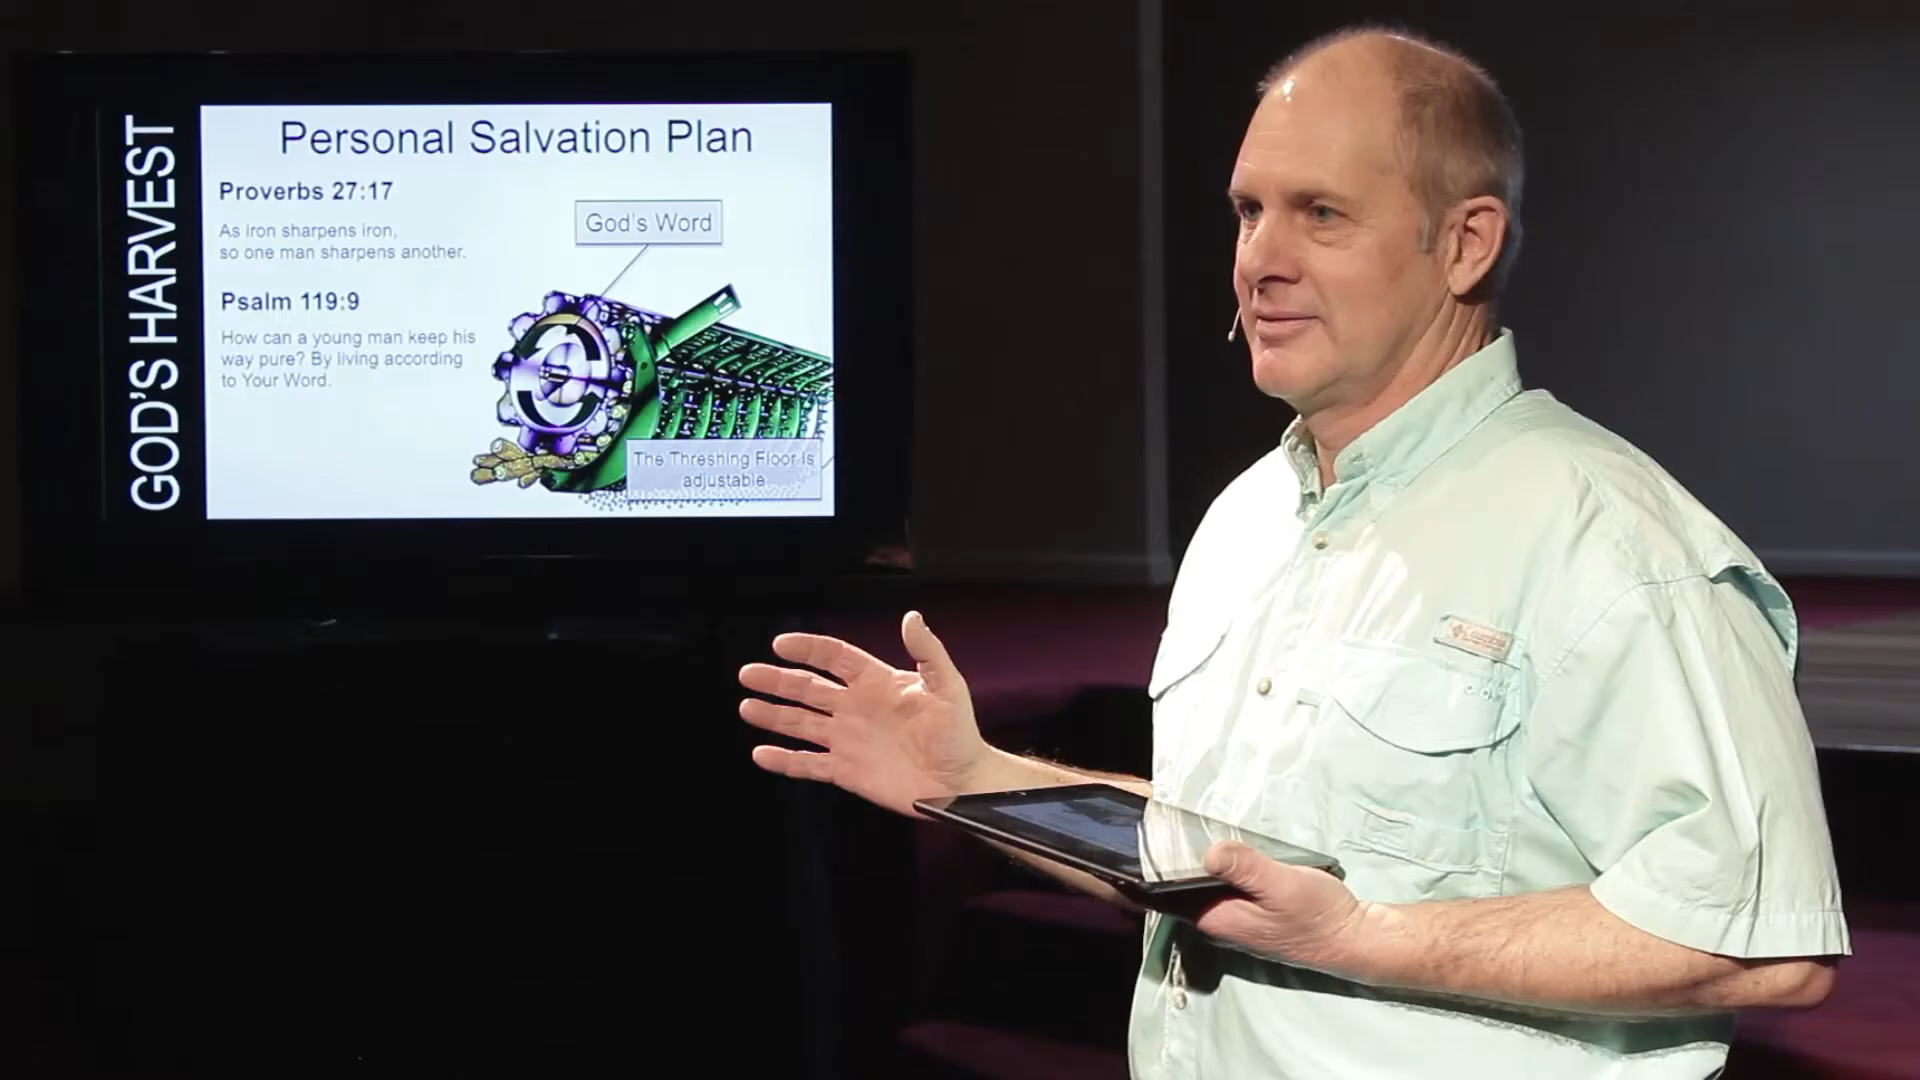 GOD'S HARVEST
Personal Salvation Plan
Proverbs 27:17
As iron sharpens iron,
so one man sharpens another.
Psalm 119:9
How can a young man keep his
way pure? By living according
to Your Word.
God's Word
The Threshing Floor is
adjustable
Columbia